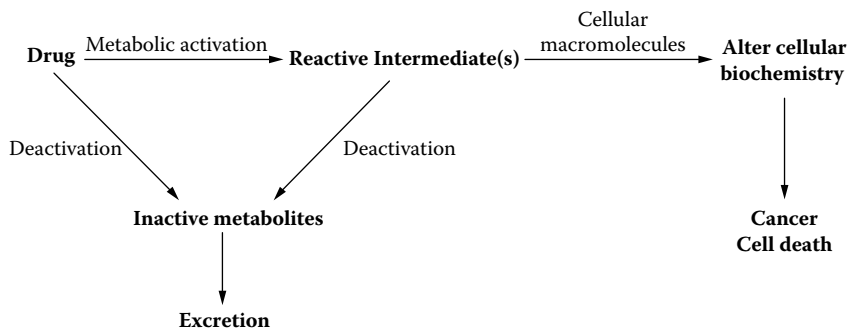 Cellular
macromolecules
Drug
Metabolic activation
Reactive Intermediate(s)
Alter cellular
biochemistry
Deactivation
Deactivation
Inactive metabolites
Cancer
Cell death
Excretion